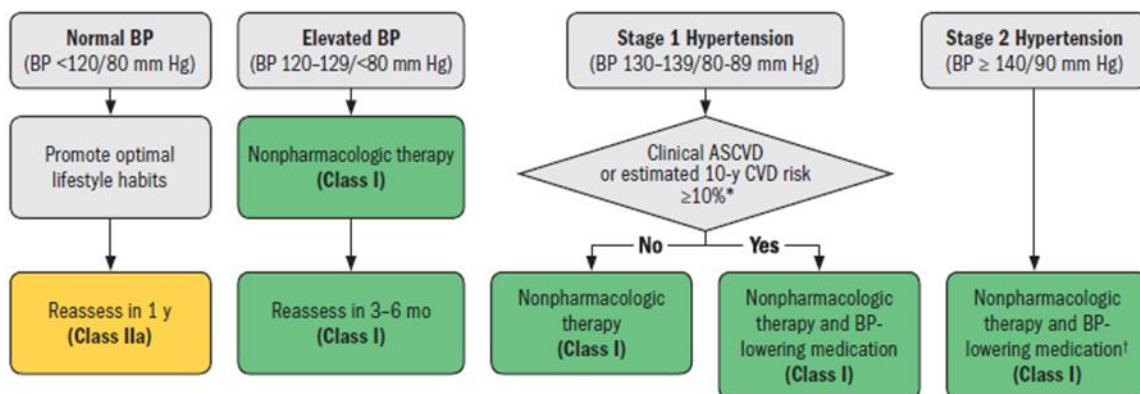 Normal BP
(BP <120/80 mm Hg)
Elevated BP
(BP 120–129/<80 mm Hg)
Stage 1 Hypertension
(BP 130–139/80-89 mm Hg)
Stage 2 Hypertension
(BP ≥ 140/90 mm Hg)
Promote optimal
lifestyle habits
Nonpharmacologic therapy
(Class I)
Clinical ASCVD
or estimated 10-y CVD risk
≥10%*
No
Yes
Reassess in 1 y
(Class IIa)
Reassess in 3–6 mo
(Class I)
Nonpharmacologic
therapy
(Class I)
Nonpharmacologic
therapy and BP-
lowering medication
(Class I)
Nonpharmacologic
therapy and BP-
lowering medication†
(Class I)